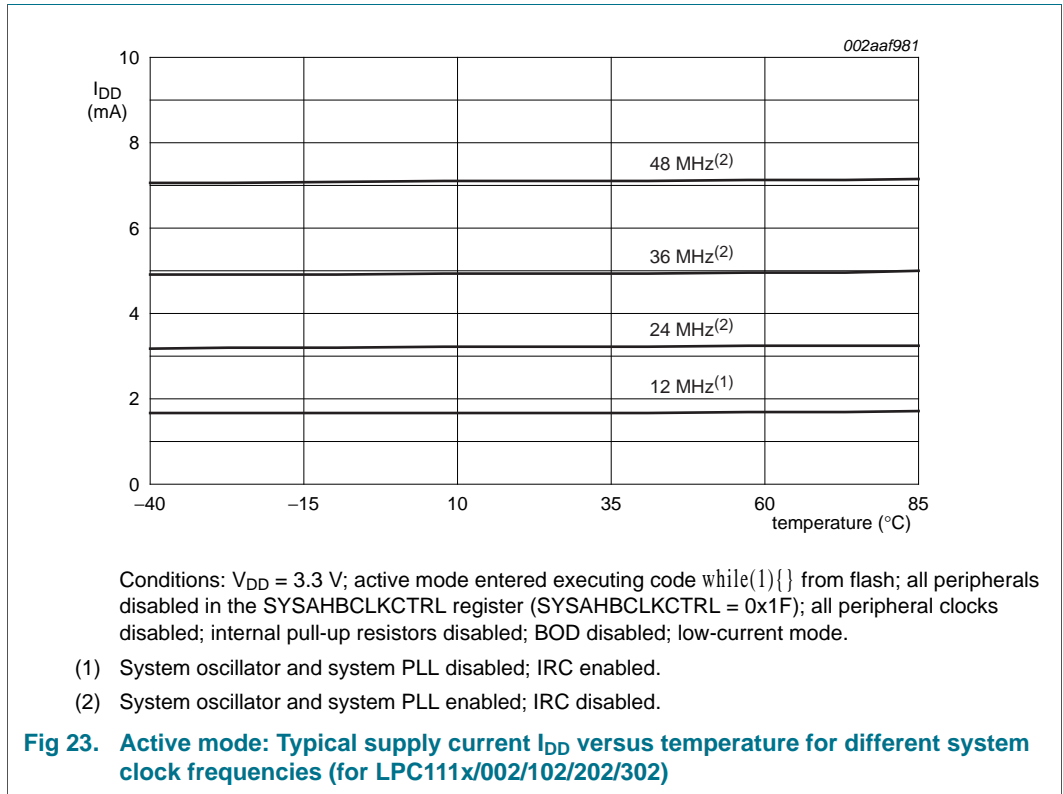 002aaf981
10
I_DD
(mA)
8
48 MHz(2)
6
36 MHz(2)
4
24 MHz(2)
12 MHz(1)
2
0
−40 −15 10 35 60 85
temperature (°C)
Conditions: V_DD = 3.3 V; active mode entered executing code while(1){} from flash; all peripherals
disabled in the SYSAHBCLKCTRL register (SYSAHBCLKCTRL = 0x1F); all peripheral clocks
disabled; internal pull-up resistors disabled; BOD disabled; low-current mode.
(1) System oscillator and system PLL disabled; IRC enabled.
(2) System oscillator and system PLL enabled; IRC disabled.
Fig 23. Active mode: Typical supply current I_DD versus temperature for different system
clock frequencies (for LPC111x/002/102/202/302)